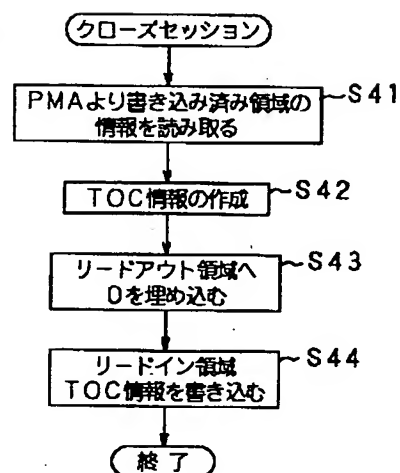 クローズセッション
PMAより書き込み済み領域の
情報を読み取る
S41
TOC情報の作成
S42
リードアウト領域へ
0を埋め込む
S43
リードイン領域
TOC情報を書き込む
S44
終了